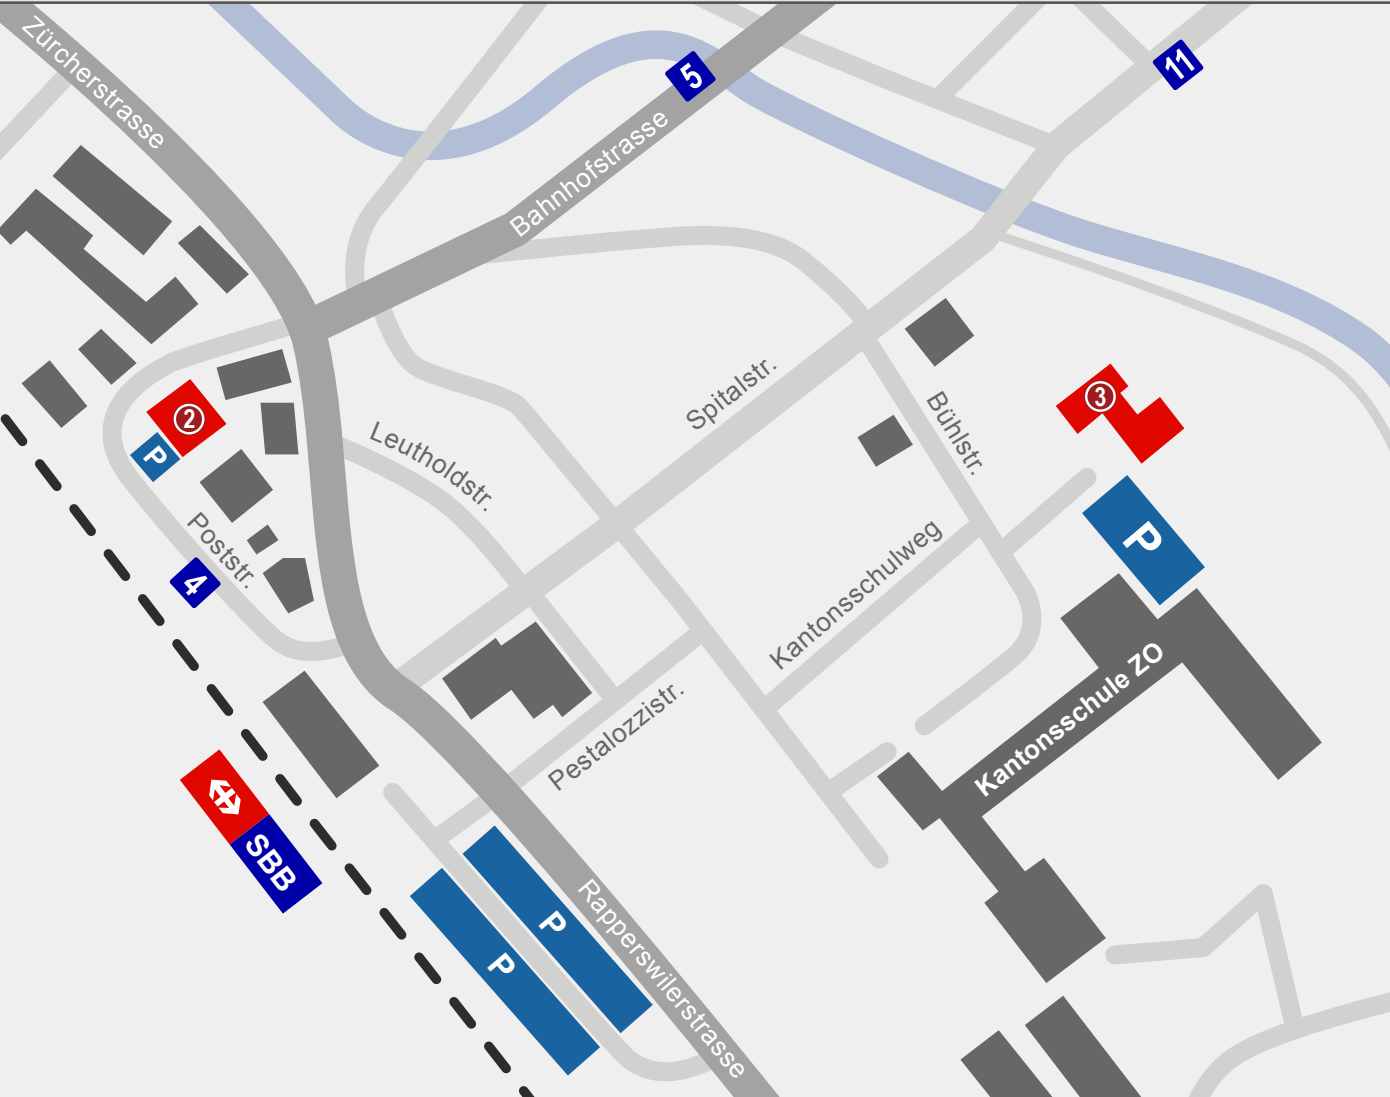 Zürcherstrasse
5
11
Bahnhofstrasse
Spitalstr.
Bühlstr.
3
2
P
Leutholdstr.
Poststr.
4
P
Kantonsschulweg
Kantonsschule ZO
Pestalozzistr.
SBB
P
P
Rapperswilerstrasse